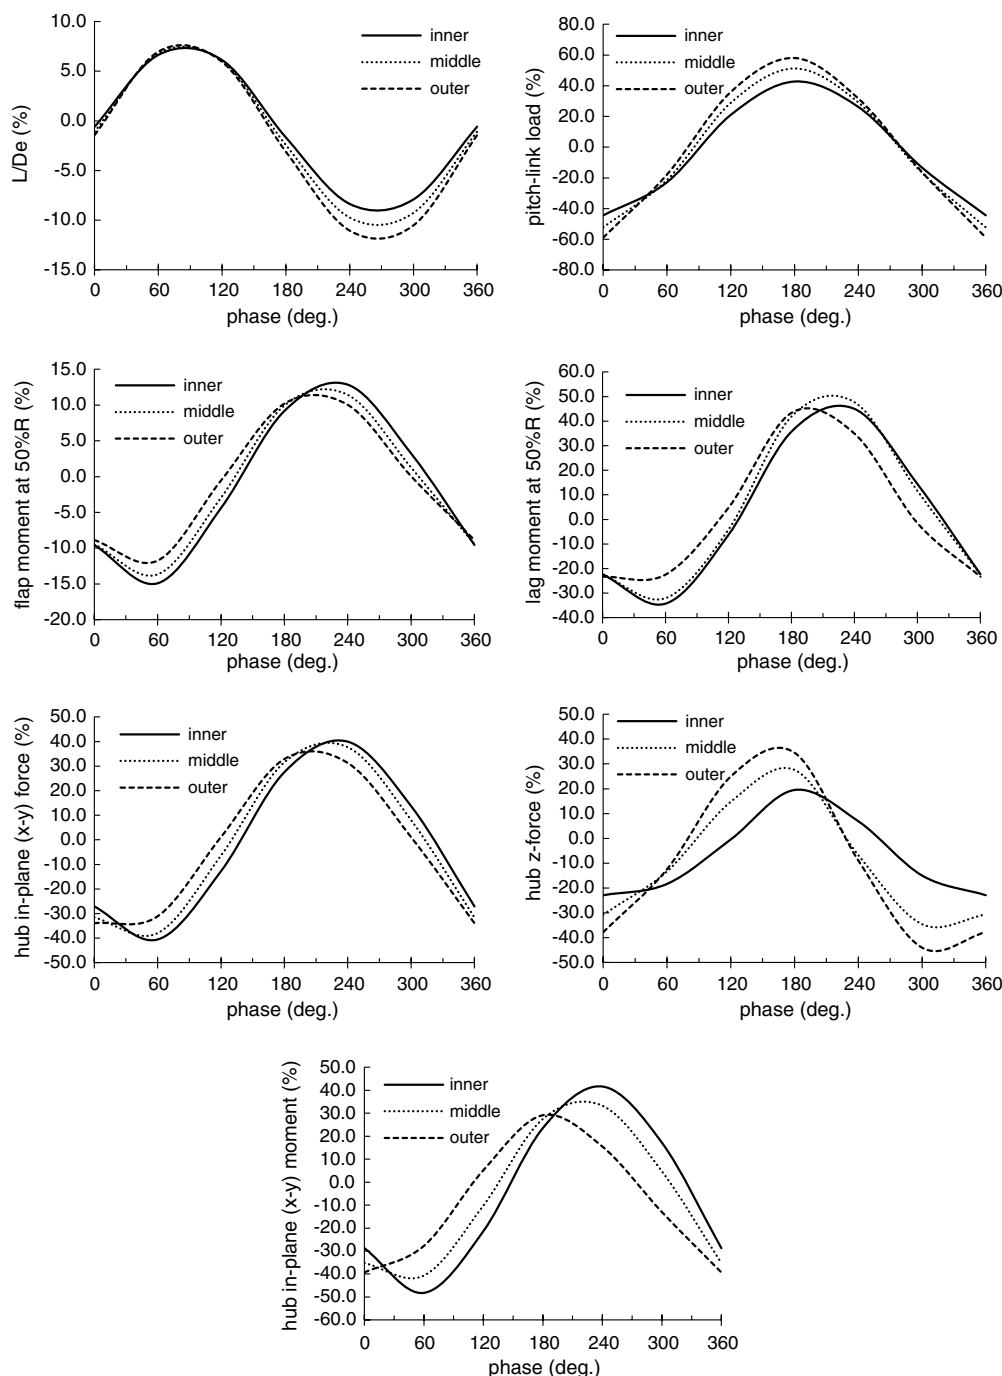 L/De (%)
10.0
5.0
0.0
-5.0
-10.0
-15.0
inner
middle
outer
0 60 120 180 240 300 360
phase (deg.)
pitch-link load (%)
80.0
60.0
40.0
20.0
0.0
-20.0
-40.0
-60.0
-80.0
inner
middle
outer
0 60 120 180 240 300 360
phase (deg.)
flap moment at 50%R (%)
15.0
10.0
5.0
0.0
-5.0
-10.0
-15.0
-20.0
inner
middle
outer
0 60 120 180 240 300 360
phase (deg.)
lag moment at 50%R (%)
60.0
50.0
40.0
30.0
20.0
10.0
0.0
-10.0
-20.0
-30.0
-40.0
inner
middle
outer
0 60 120 180 240 300 360
phase (deg.)
hub in-plane (x-y) force (%)
50.0
40.0
30.0
20.0
10.0
0.0
-10.0
-20.0
-30.0
-40.0
-50.0
inner
middle
outer
0 60 120 180 240 300 360
phase (deg.)
hub z-force (%)
50.0
40.0
30.0
20.0
10.0
0.0
-10.0
-20.0
-30.0
-40.0
-50.0
inner
middle
outer
0 60 120 180 240 300 360
phase (deg.)
hub in-plane (x-y) moment (%)
50.0
40.0
30.0
20.0
10.0
0.0
-10.0
-20.0
-30.0
-40.0
-50.0
-60.0
inner
middle
outer
0 60 120 180 240 300 360
phase (deg.)